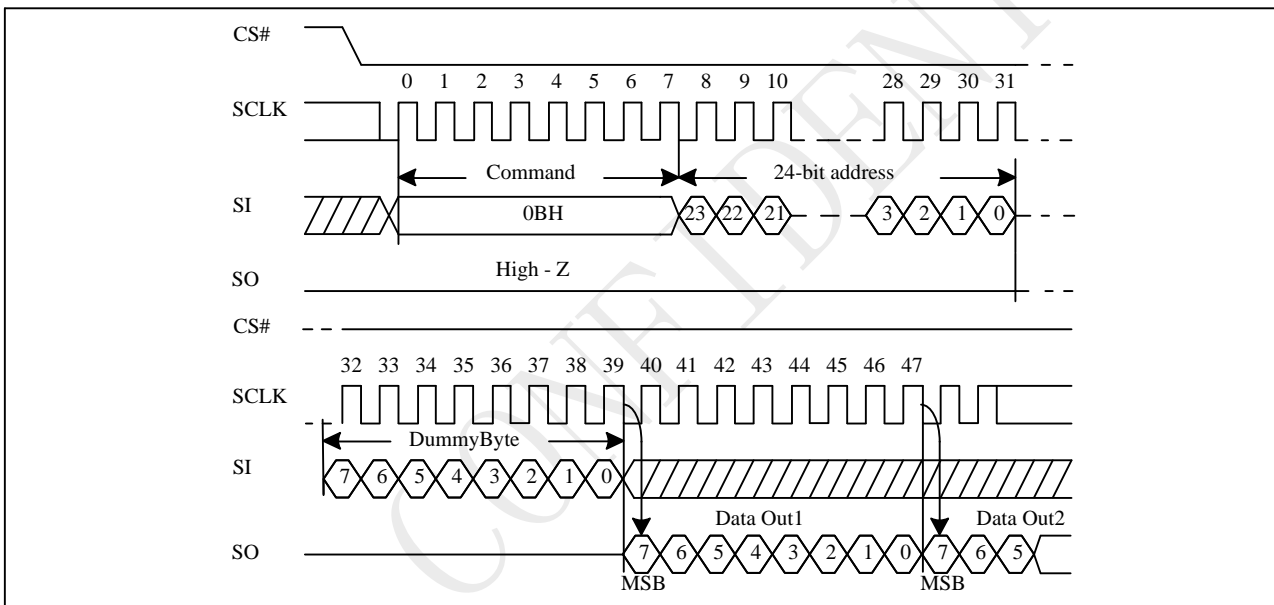 CS#
0 1 2 3 4 5 6 7 8 9 10 28 29 30 31
SCLK
Command 24-bit address
SI 0BH 23 22 21 3 2 1 0
High - Z
SO
CS#
32 33 34 35 36 37 38 39 40 41 42 43 44 45 46 47
SCLK
DummyByte
SI 7 6 5 4 3 2 1 0
Data Out1 Data Out2
SO 7 6 5 4 3 2 1 0 7 6 5
MSB MSB
CONFIDENT